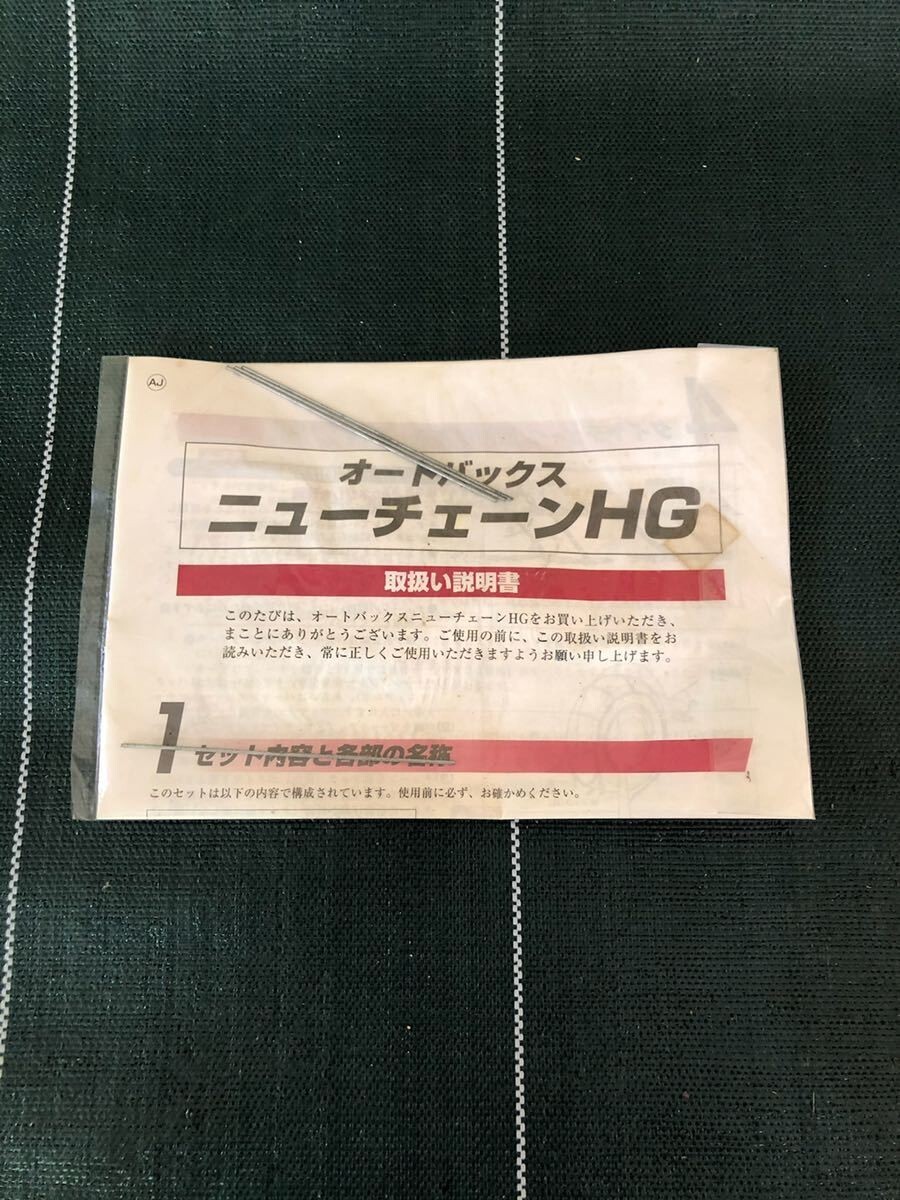 AJ
オートバックス
ニューチェーンHG
取扱い説明書
このたびは、オートバックスニューチェーンHGをお買い上げいただき、
まことにありがとうございます。ご使用の前に、この取扱い説明書をお
読みいただき、常に正しくご使用いただきますようお願い申し上げます。
1 セット内容と各部の名称
このセットは以下の内容で構成されています。使用前に必ず、お確かめください。